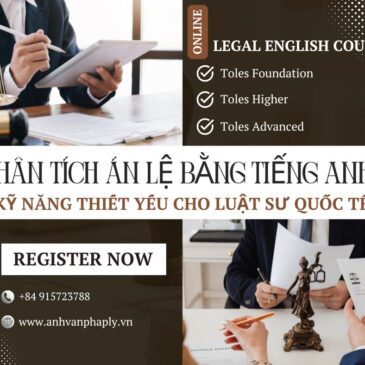 ONLINE
LEGAL ENGLISH COU
Toles Foundation
Toles Higher
Toles Advanced
HÂN TÍCH ÁN LỆ BẰNG TIẾNG ANH
KỸ NĂNG THIẾT YẾU CHO LUẬT SƯ QUỐC TẾ
REGISTER NOW
+84 915723788
www.anhvanphaply.vn